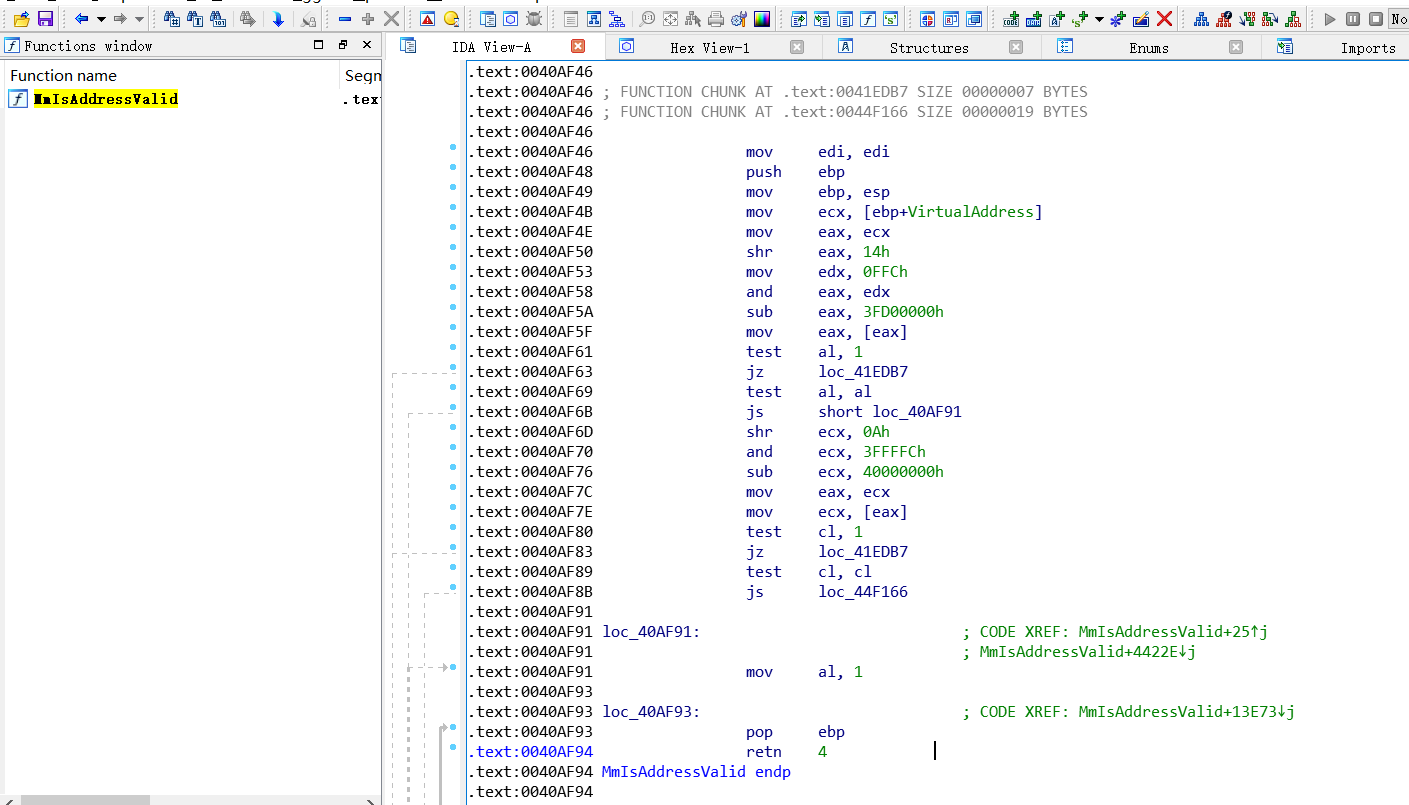 No
Functions window
IDA View-A
Hex View-1
Structures
Enums
Imports
Function name
Segm
MmIsAddressValid
.tex
.text:0040AF46
.text:0040AF46 ; FUNCTION CHUNK AT .text:0041EDB7 SIZE 00000007 BYTES
.text:0040AF46 ; FUNCTION CHUNK AT .text:0044F166 SIZE 00000019 BYTES
.text:0040AF46
.text:0040AF46 mov edi, edi
.text:0040AF48 push ebp
.text:0040AF49 mov ebp, esp
.text:0040AF4B mov ecx, [ebp+VirtualAddress]
.text:0040AF4E mov eax, ecx
.text:0040AF50 shr eax, 14h
.text:0040AF53 mov edx, 0FFCh
.text:0040AF58 and eax, edx
.text:0040AF5A sub eax, 3FD00000h
.text:0040AF5F mov eax, [eax]
.text:0040AF61 test al, 1
.text:0040AF63 jz loc_41EDB7
.text:0040AF69 test al, al
.text:0040AF6B js short loc_40AF91
.text:0040AF6D shr ecx, 0Ah
.text:0040AF70 and ecx, 3FFFFCh
.text:0040AF76 sub ecx, 40000000h
.text:0040AF7C mov eax, ecx
.text:0040AF7E mov ecx, [eax]
.text:0040AF80 test cl, 1
.text:0040AF83 jz loc_41EDB7
.text:0040AF89 test cl, cl
.text:0040AF8B js loc_44F166
.text:0040AF91
.text:0040AF91 loc_40AF91: ; CODE XREF: MmIsAddressValid+25↑j
.text:0040AF91 ; MmIsAddressValid+4422E↓j
.text:0040AF91 mov al, 1
.text:0040AF93
.text:0040AF93 loc_40AF93: ; CODE XREF: MmIsAddressValid+13E73↓j
.text:0040AF93 pop ebp
.text:0040AF94 retn 4
.text:0040AF94 MmIsAddressValid endp
.text:0040AF94